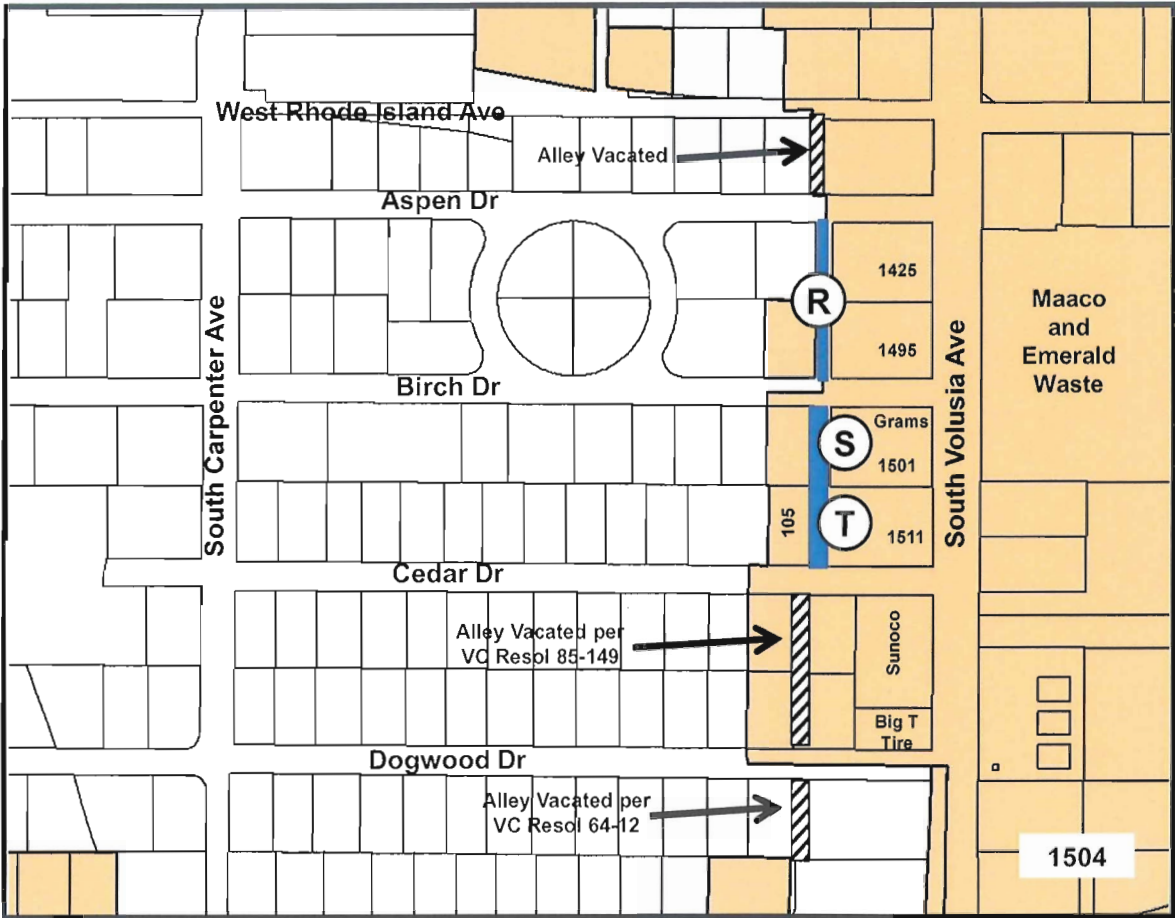 West Rhode Island Ave
Alley Vacated
Aspen Dr
1425
R
1495
Maaco
and
Emerald
Waste
South Carpenter Ave
South Volusia Ave
Birch Dr
Grams
S
1501
105
T
1511
Cedar Dr
Alley Vacated per
VC Resol 85-149
Sunoco
Big T
Tire
Dogwood Dr
Alley Vacated per
VC Resol 64-12
1504